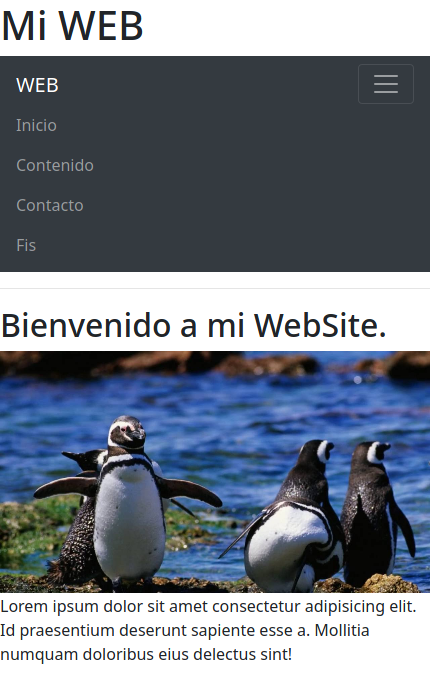 Mi WEB
WEB
Inicio
Contenido
Contacto
Fis
Bienvenido a mi WebSite.
Lorem ipsum dolor sit amet consectetur adipisicing elit.
Id praesentium deserunt sapiente esse a. Mollitia
numquam doloribus eius delectus sint!